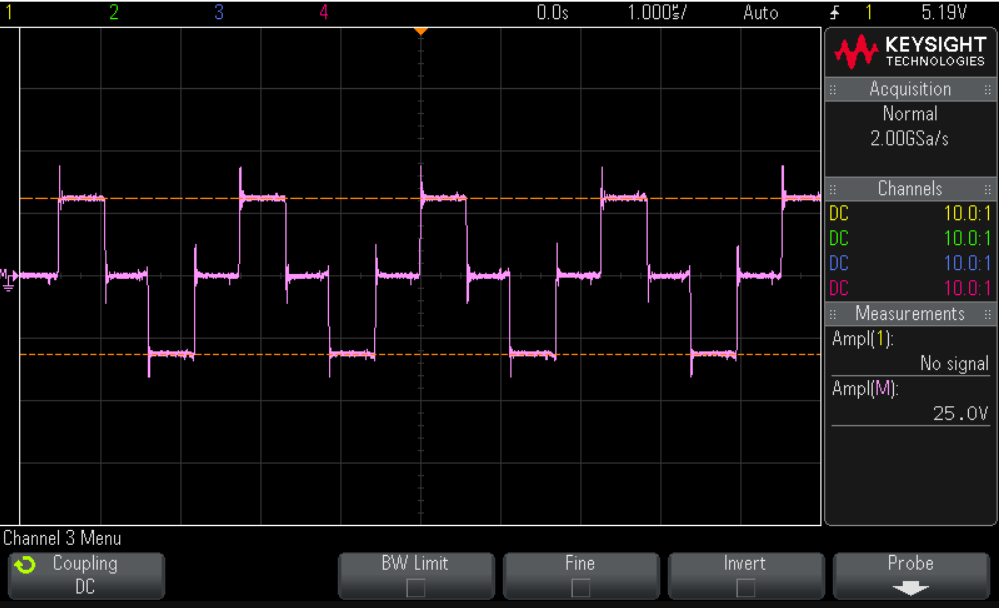 1 2 3 4 0.0s 1.000㎲/ Auto 1 5.19V
KEYSIGHT
TECHNOLOGIES
Acquisition
Normal
2.00GSa/s
Channels
DC 10.0:1
DC 10.0:1
DC 10.0:1
DC 10.0:1
Measurements
Ampl(1):
No signal
Ampl(M):
25.0V
M
Channel 3 Menu
Coupling
DC
BW Limit
Fine
Invert
Probe